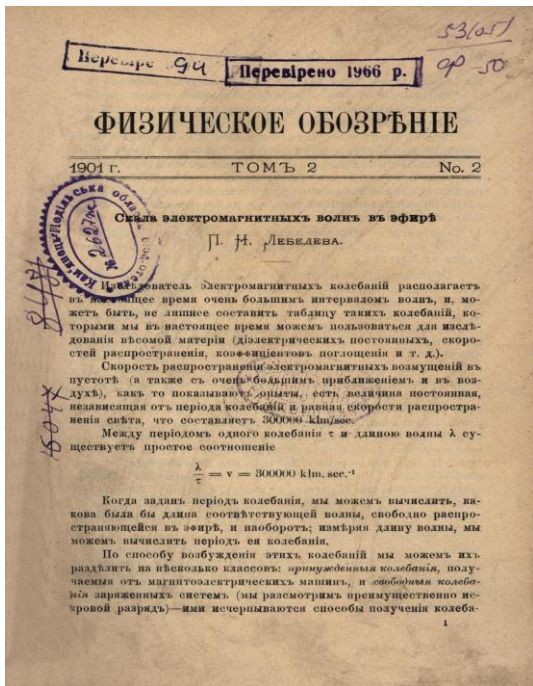 53(05)
Перевіре 94
Перевірено 1966 р.
50
ФИЗИЧЕСКОЕ ОБОЗРѢНІЕ
1901 г. ТОМЪ 2 No. 2
Скала электромагнитныхъ волнъ въ эфирѣ
П. Н. ЛЕБЕДЕВА.
Кам'янець-Подільська
№ 2627ж
Изслѣдователь электромагнитныхъ колебаній располагаетъ
въ настоящее время очень большимъ интерваломъ волнъ, и, мо-
жетъ быть, не лишнее составить таблицу такихъ колебаній, ко-
торыми мы въ настоящее время можемъ пользоваться для изслѣ-
дованія вѣсомой матеріи (діэлектрическихъ постоянныхъ, скоро-
стей распространенія, коэффиціентовъ поглощенія и т. д.).
Скорость распространенія электромагнитныхъ возмущеній въ
пустотѣ (а также съ очень большимъ приближеніемъ и въ воз-
духѣ), какъ то показываютъ опыты, есть величина постоянная,
независящая отъ періода колебаній и равная скорости распростра-
ненія свѣта, что составляетъ 300000 klm/sec.
Между періодомъ одного колебанія τ и длиною волны λ су-
ществуетъ простое соотношеніе
λ/τ = v = 300000 klm. sec.⁻¹
Когда заданъ періодъ колебанія, мы можемъ вычислить, ка-
кова была бы длина соотвѣтствующей волны, свободно распро-
страняющейся въ эфирѣ, и наоборотъ; измѣряя длину волны, мы
можемъ вычислить періодъ ея колебанія.
По способу возбужденія этихъ колебаній мы можемъ ихъ
раздѣлить на нѣсколько классовъ: принужденныя колебанія, полу-
чаемыя отъ магнитоэлектрическихъ машинъ, и свободныя колеба-
нія заряженныхъ системъ (мы разсмотримъ преимущественно ис-
кровой разрядъ)—ими исчерпываются способы полученія колеба-
1